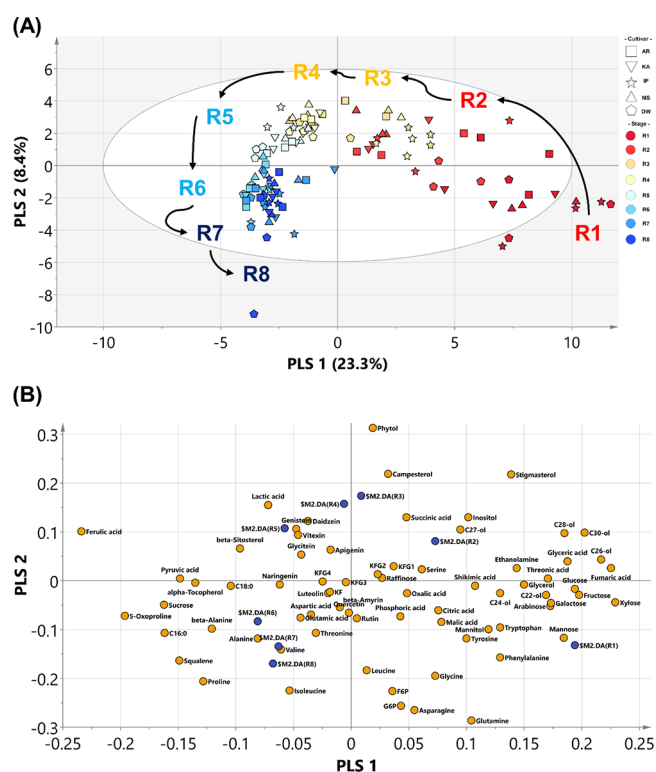 (A)
R4
R3
R2
R5
R6
R7
R8
R1
PLS 2 (8.4%)
8
6
4
2
0
-2
-4
-6
-8
-10
-10
-5
0
5
10
PLS 1 (23.3%)
- Cultivar -
AR
KA
IP
MS
DW
- Stage -
R1
R2
R3
R4
R5
R6
R7
R8
(B)
PLS 2
0.3
0.2
0.1
0
-0.1
-0.2
-0.3
Phytol
Campesterol
Stigmasterol
Lactic acid
$M2.DA(R4)
$M2.DA(R3)
Genistein
Daidzein
$M2.DA(R5)
Vitexin
Succinic acid
Inositol
Ferulic acid
C27-ol
C28-ol
C30-ol
beta-Sitosterol
Glycitein
Apigenin
$M2.DA(R2)
Glyceric acid
C26-ol
Pyruvic acid
Naringenin
KFG4
KFG3
KFG2
KFG1
Raffinose
Serine
Ethanolamine
Threonic acid
Fumaric acid
alpha-Tocopherol
C18:0
Luteolin
KF
Oxalic acid
Shikimic acid
Glycerol
Glucose
Sucrose
Aspartic acid
beta-Amyrin
Quercetin
C24-ol
C22-ol
Fructose
5-Oxoproline
$M2.DA(R6)
Glutamic acid
Rutin
Phosphoric acid
Citric acid
Arabinose
Galactose
Xylose
C16:0
beta-Alanine
Threonine
Malic acid
Mannitol
Tryptophan
Mannose
Alanine
$M2.DA(R7)
Valine
Tyrosine
$M2.DA(R1)
Squalene
$M2.DA(R8)
Phenylalanine
Proline
Isoleucine
Leucine
Glycine
F6P
G6P
Asparagine
Glutamine
-0.25
-0.2
-0.15
-0.1
-0.05
0
0.05
0.1
0.15
0.2
0.25
PLS 1